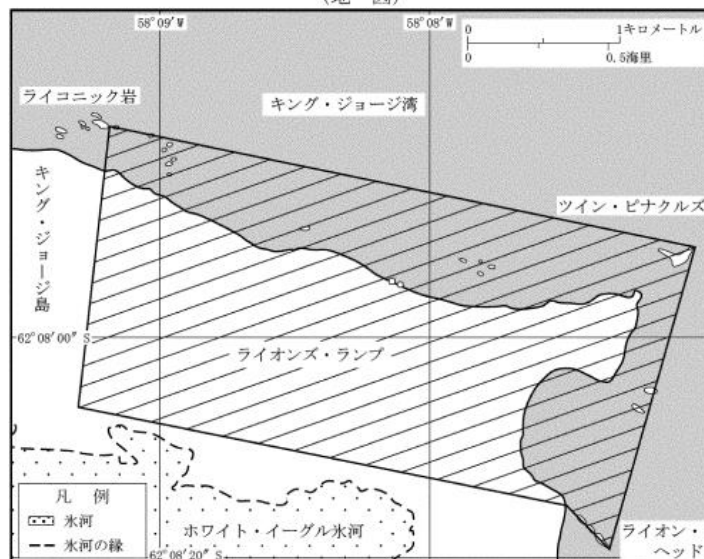 （地　図）
58°09′W
58°08′W
0
1キロメートル
0
0.5海里
ライコニック岩
キング・ジョージ湾
キング・ジョージ島
ツイン・ピナクルズ
62°08′00″S
ライオンズ・ランプ
凡　例
氷河
氷河の縁
ホワイト・イーグル氷河
62°08′20″S
ライオン・
ヘッド